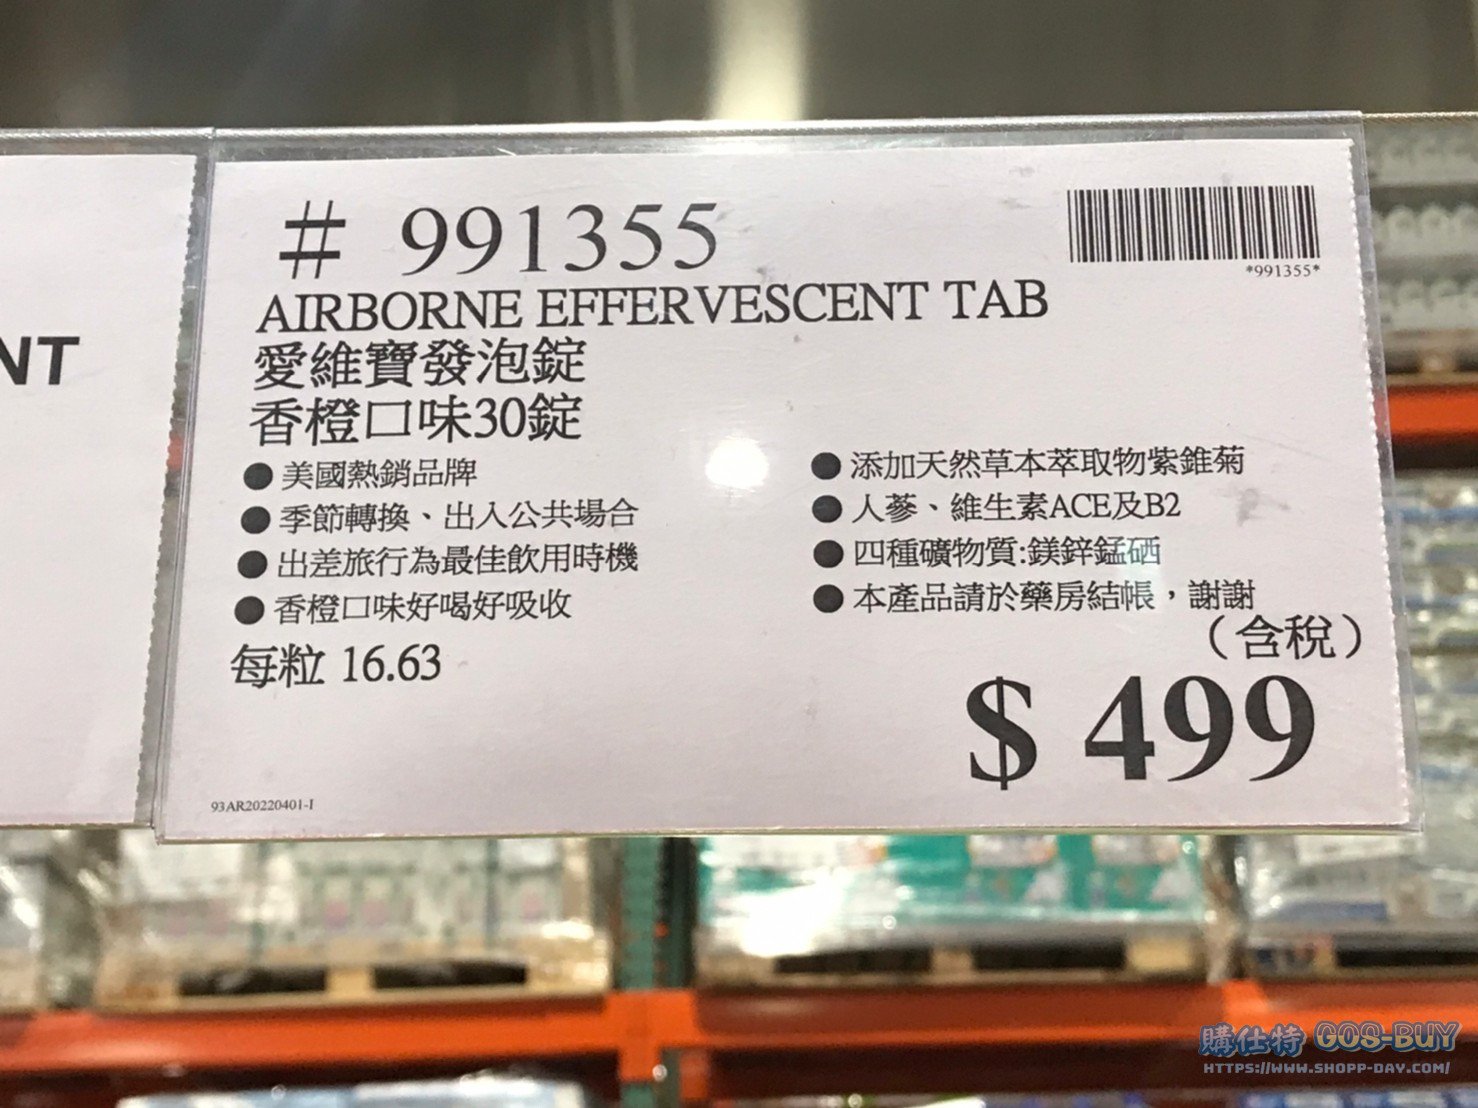 NT
# 991355
*991355*
AIRBORNE EFFERVESCENT TAB
愛維寶發泡錠
香橙口味30錠
● 美國熱銷品牌
● 季節轉換、出入公共場合
● 出差旅行為最佳飲用時機
● 香橙口味好喝好吸收
● 添加天然草本萃取物紫錐菊
● 人蔘、維生素ACE及B2
● 四種礦物質:鎂鋅錳硒
● 本產品請於藥房結帳，謝謝
每粒 16.63
（含稅）
$ 499
93AR20220401-I
購仕特 GOS-BUY
HTTPS://WWW.SHOPP-DAY.COM/